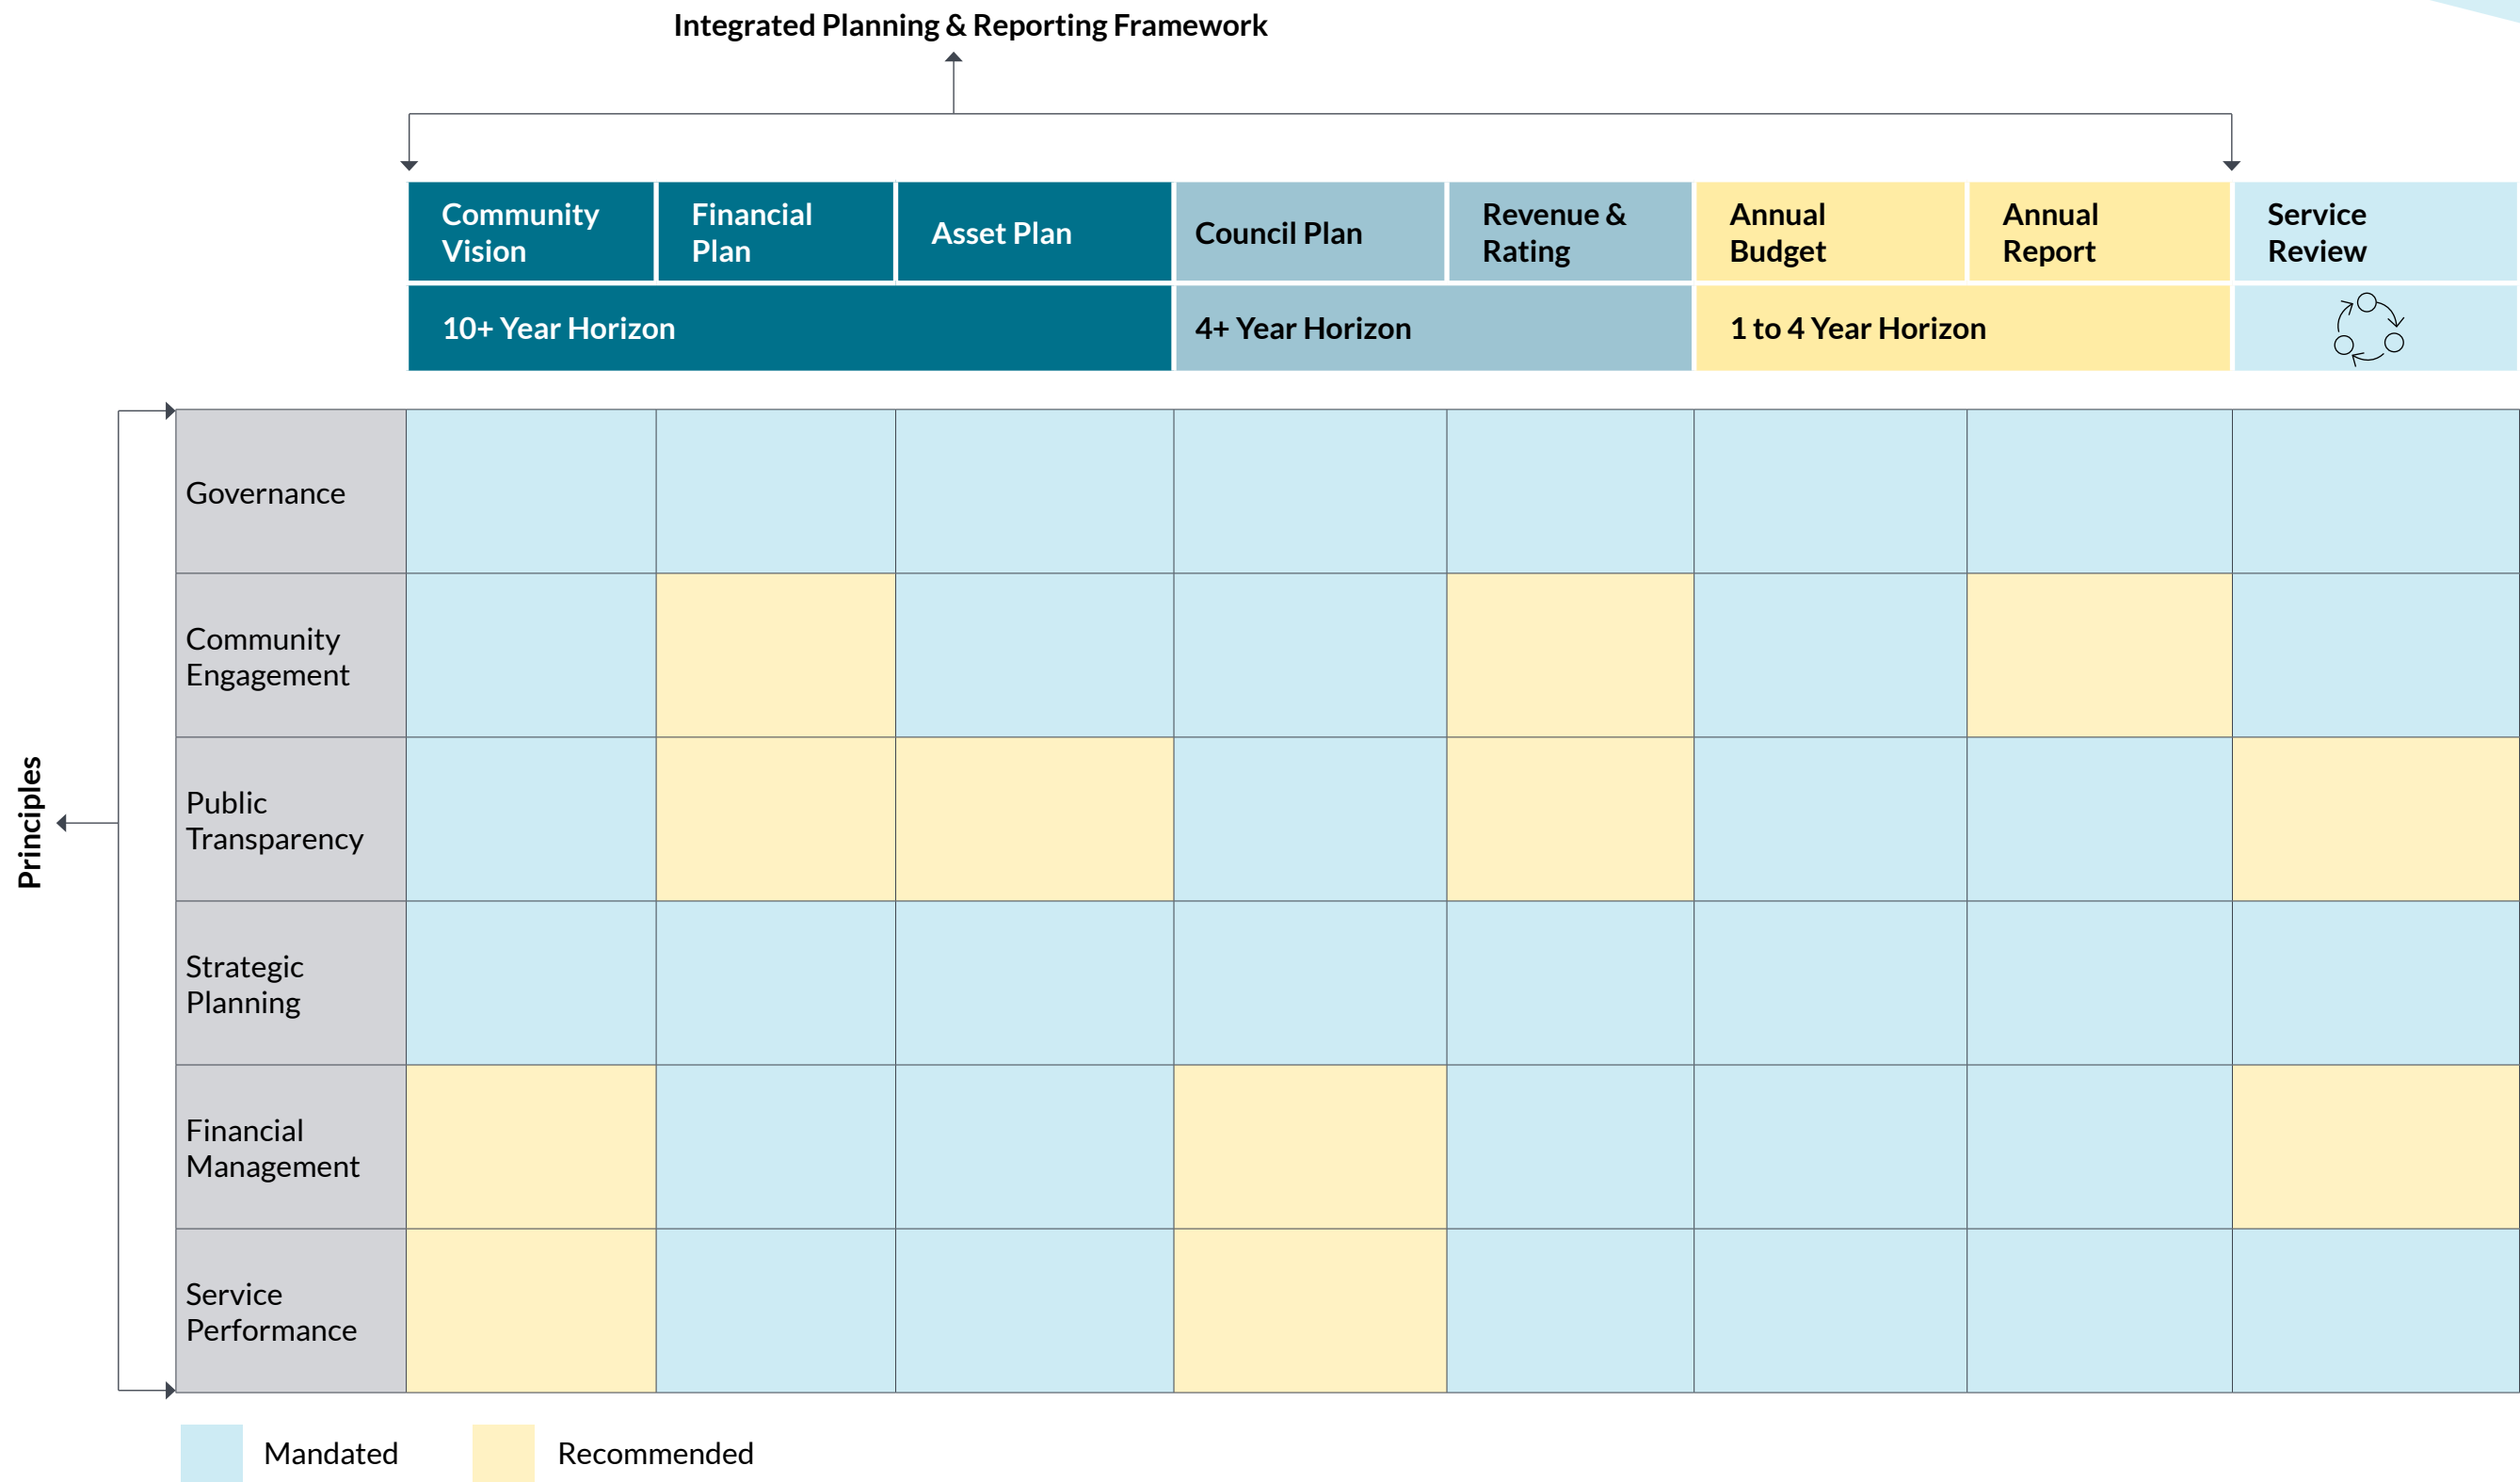 Integrated Planning & Reporting Framework
Community
Vision
Financial
Plan
Asset Plan
Council Plan
Revenue &
Rating
Annual
Budget
Annual
Report
Service
Review
10+ Year Horizon
4+ Year Horizon
1 to 4 Year Horizon
Principles
Governance
Community
Engagement
Public
Transparency
Strategic
Planning
Financial
Management
Service
Performance
Mandated
Recommended